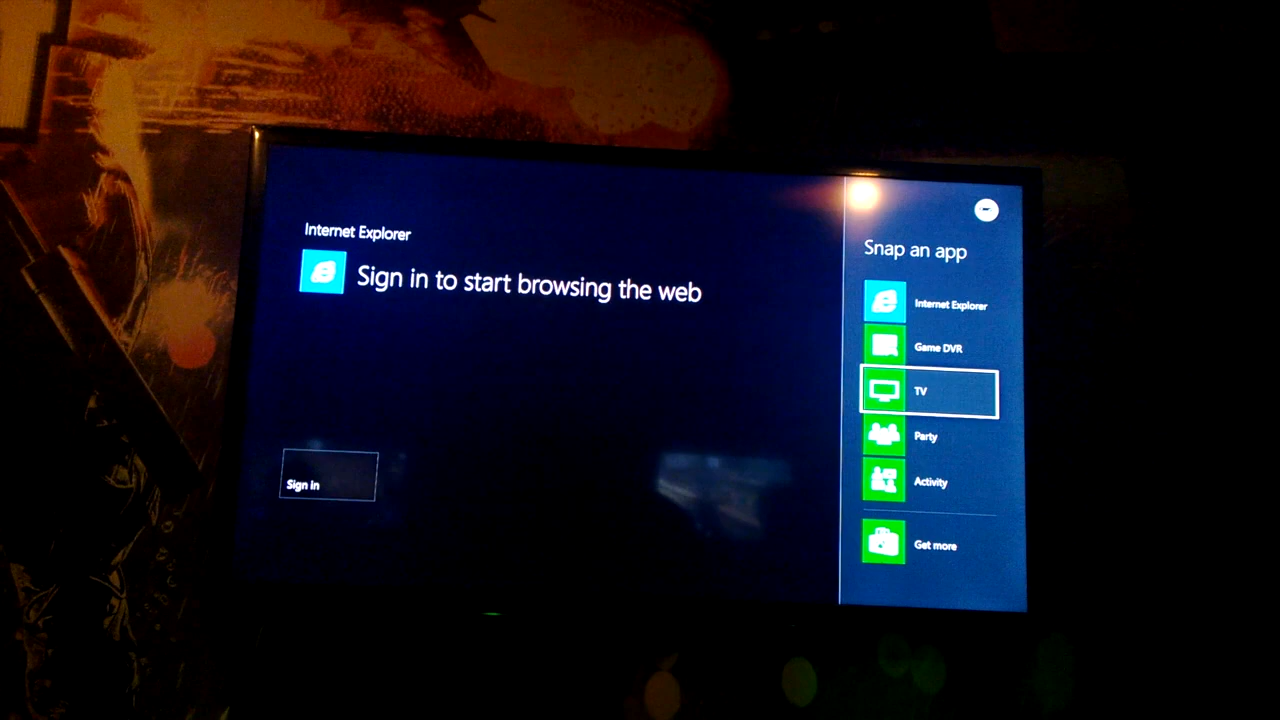 Internet Explorer
Sign in to start browsing the web
Sign in
Snap an app
Internet Explorer
Game DVR
TV
Party
Activity
Get more